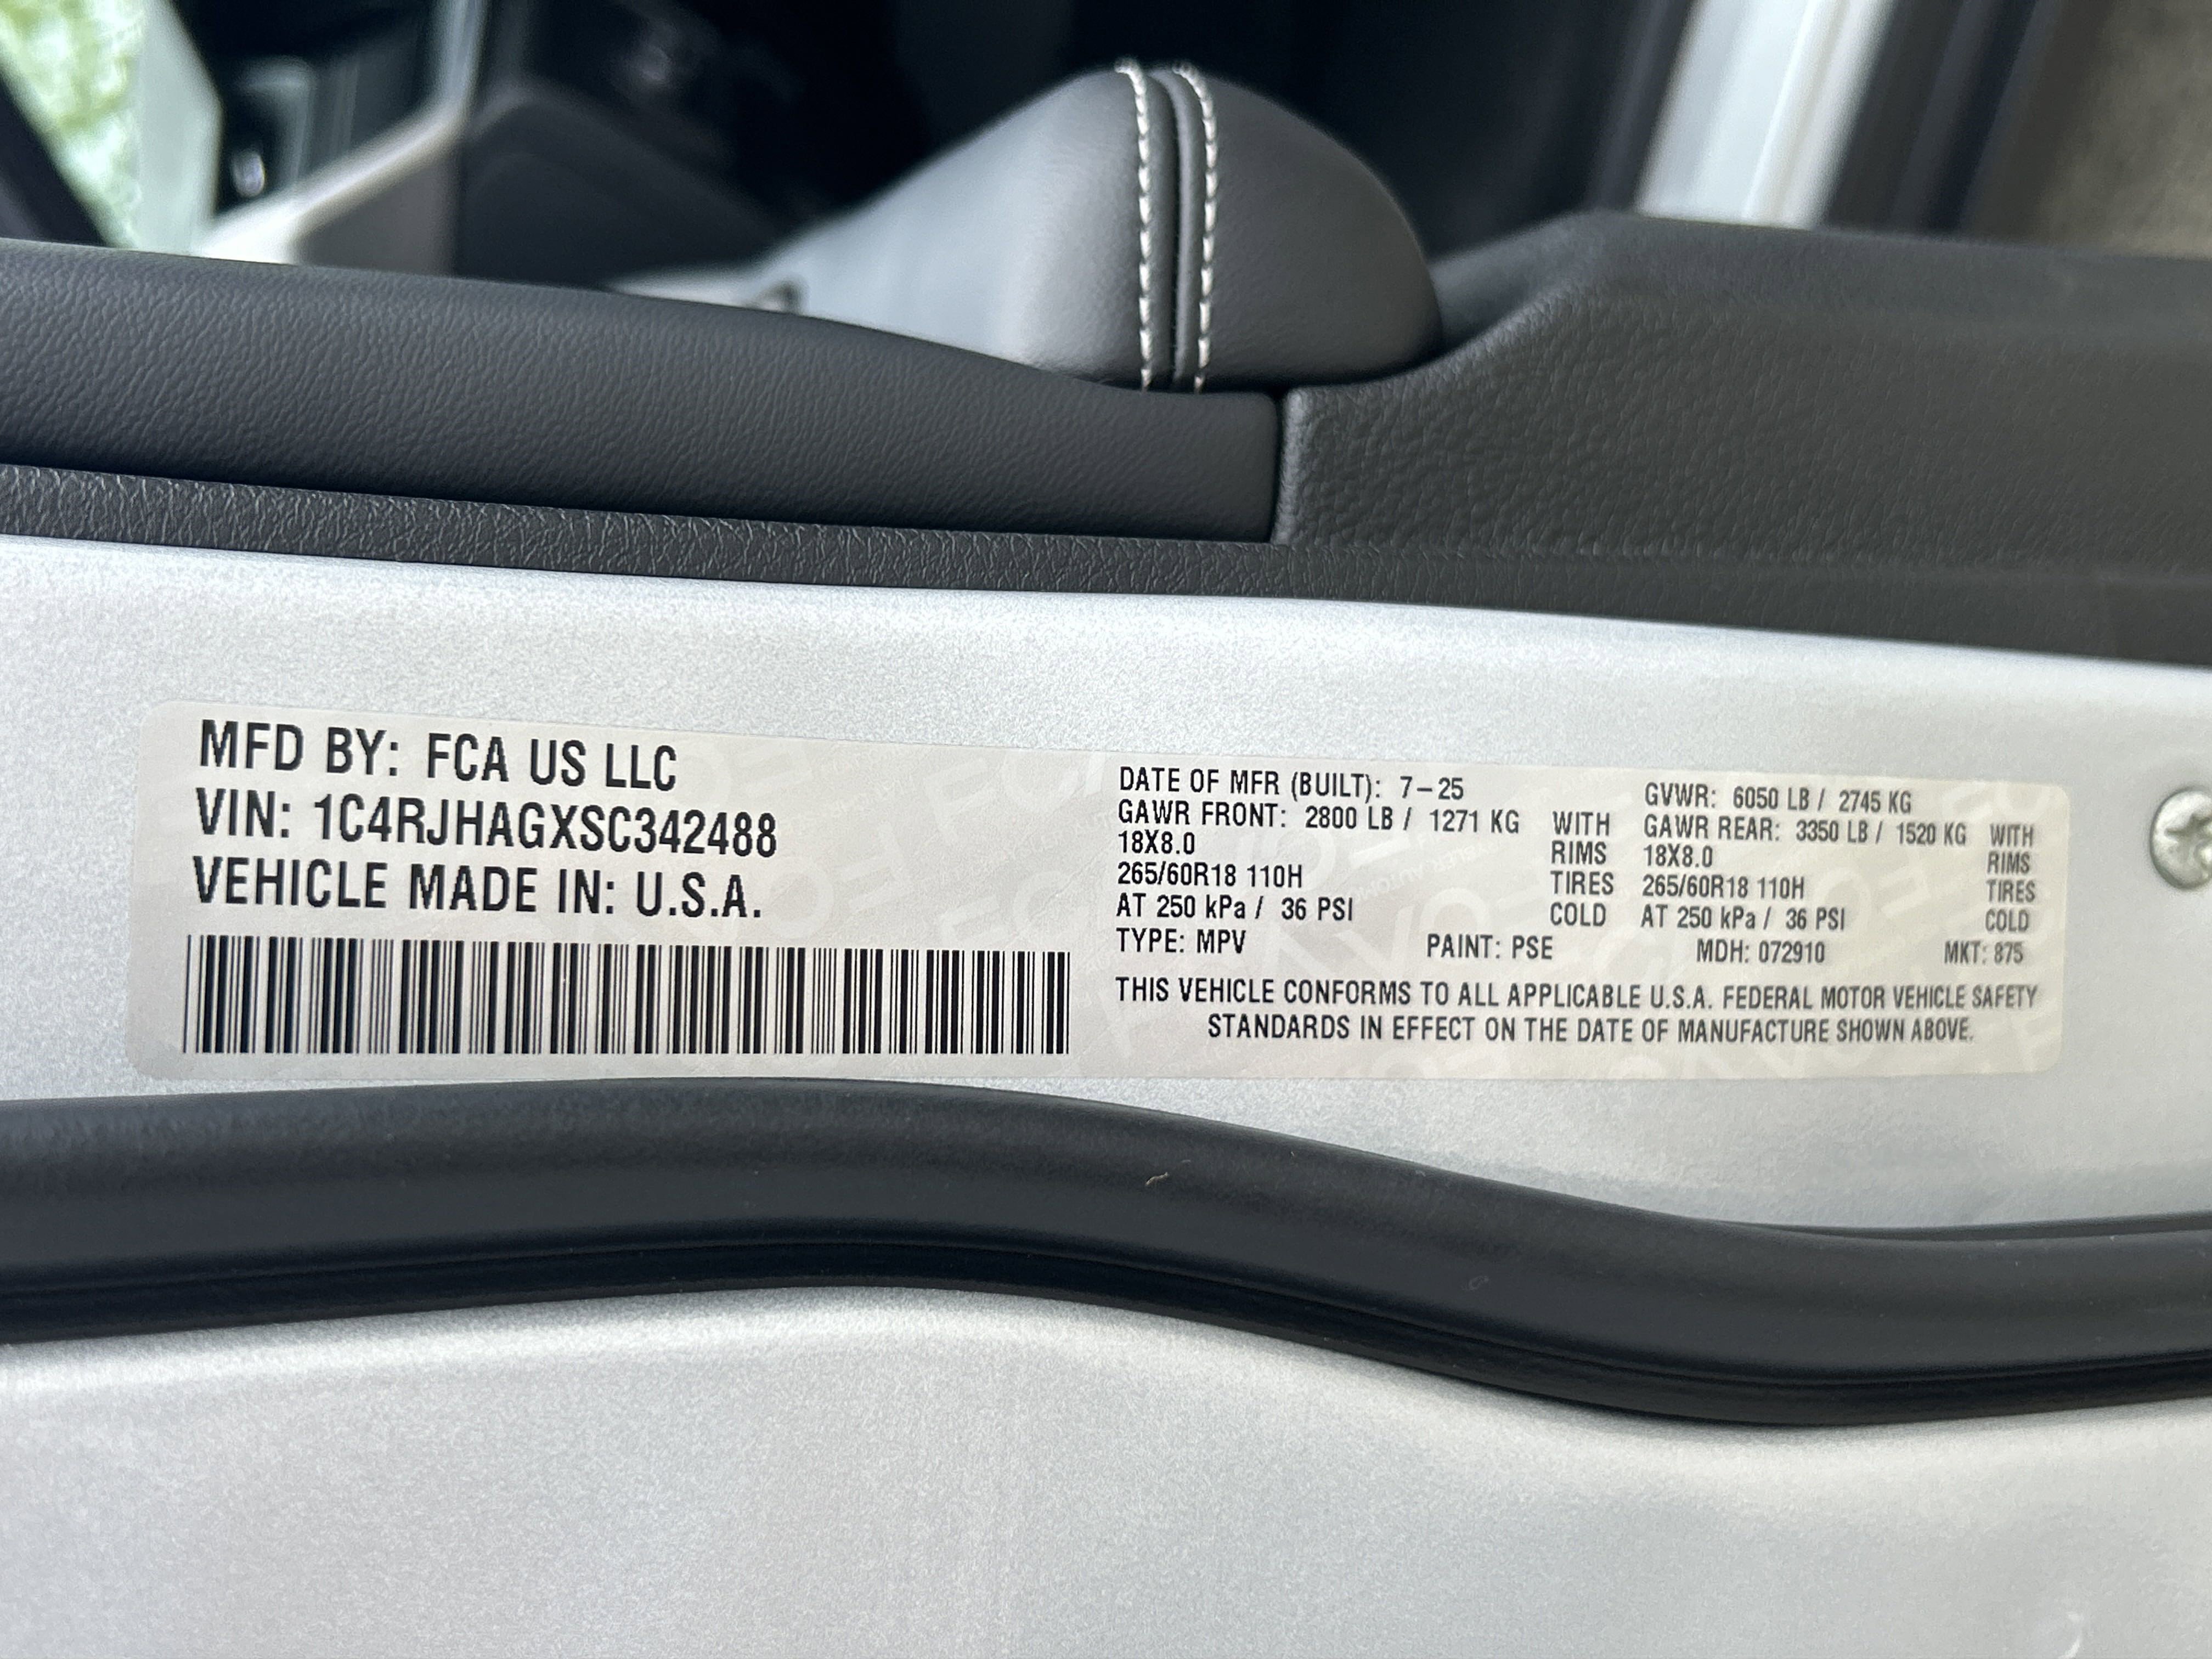 MFD BY: FCA US LLC
VIN: 1C4RJHAGXSC342488
VEHICLE MADE IN: U.S.A.
DATE OF MFR (BUILT): 7-25 GVWR: 6050 LB / 2745 KG
GAWR FRONT: 2800 LB / 1271 KG WITH GAWR REAR: 3350 LB / 1520 KG WITH
18X8.0 RIMS 18X8.0 RIMS
265/60R18 110H TIRES 265/60R18 110H TIRES
AT 250 kPa / 36 PSI COLD AT 250 kPa / 36 PSI COLD
TYPE: MPV PAINT: PSE MDH: 072910 MKT: 875
THIS VEHICLE CONFORMS TO ALL APPLICABLE U.S.A. FEDERAL MOTOR VEHICLE SAFETY
STANDARDS IN EFFECT ON THE DATE OF MANUFACTURE SHOWN ABOVE.